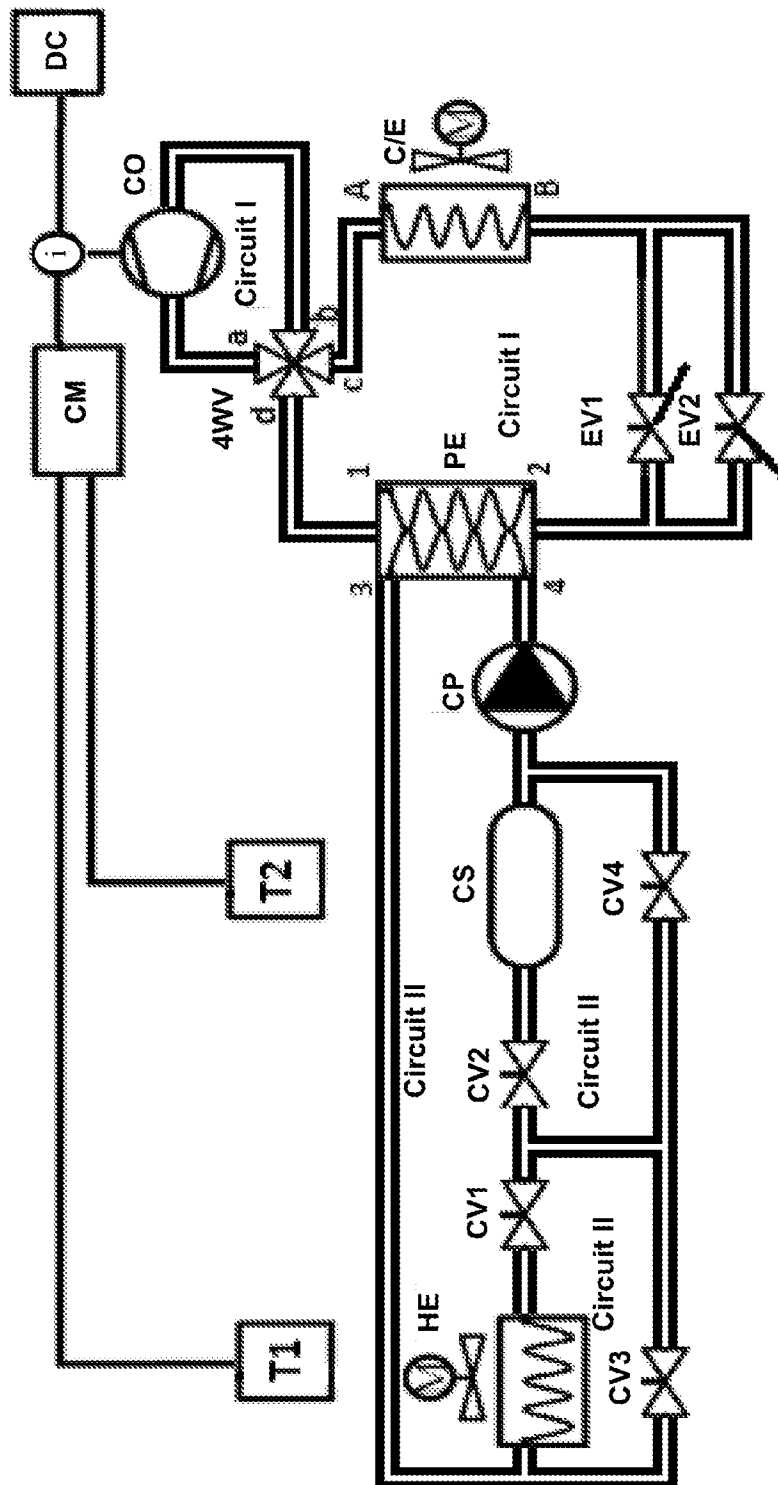 DC
i
CM
CO
4WV
a
Circuit I
d
T1
T2
b
c
3
1
A
C/E
M
Circuit II
HE
M
CP
PE
CS
CV1
CV2
Circuit I
4
2
B
Circuit II
Circuit II
EV1
CV3
CV4
EV2